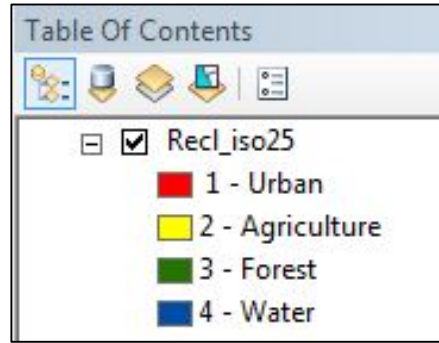 Table Of Contents
Recl_iso25
1 - Urban
2 - Agriculture
3 - Forest
4 - Water